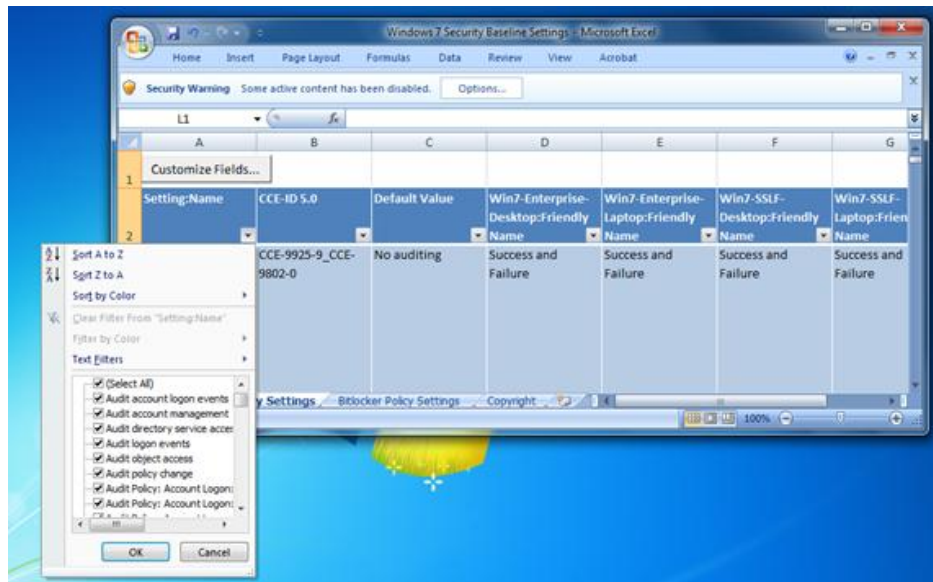 Windows 7 Security Baseline Settings - Microsoft Excel
Home Insert Page Layout Formulas Data Review View Acrobat
Security Warning Some active content has been disabled. Options...
L1 fx
A B C D E F G
1 Customize Fields...
Setting:Name CCE-ID 5.0 Default Value Win7-Enterprise- Win7-Enterprise- Win7-SSLF- Win7-SSLF-
Desktop:Friendly Laptop:Friendly Desktop:Friendly Laptop:Frien
2 Name Name Name Name
CCE-9925-9_CCE- No auditing Success and Success and Success and Success and
9802-0 Failure Failure Failure Failure
Sort A to Z
Sort Z to A
Sort by Color
Clear Filter From "Setting:Name"
Filter by Color
Text Filters
(Select All)
Audit account logon events
Audit account management
Audit directory service acces
Audit logon events
Audit object access
Audit policy change
Audit Policy: Account Logon:
Audit Policy: Account Logon:
OK Cancel
y Settings Bitlocker Policy Settings Copyright
100%